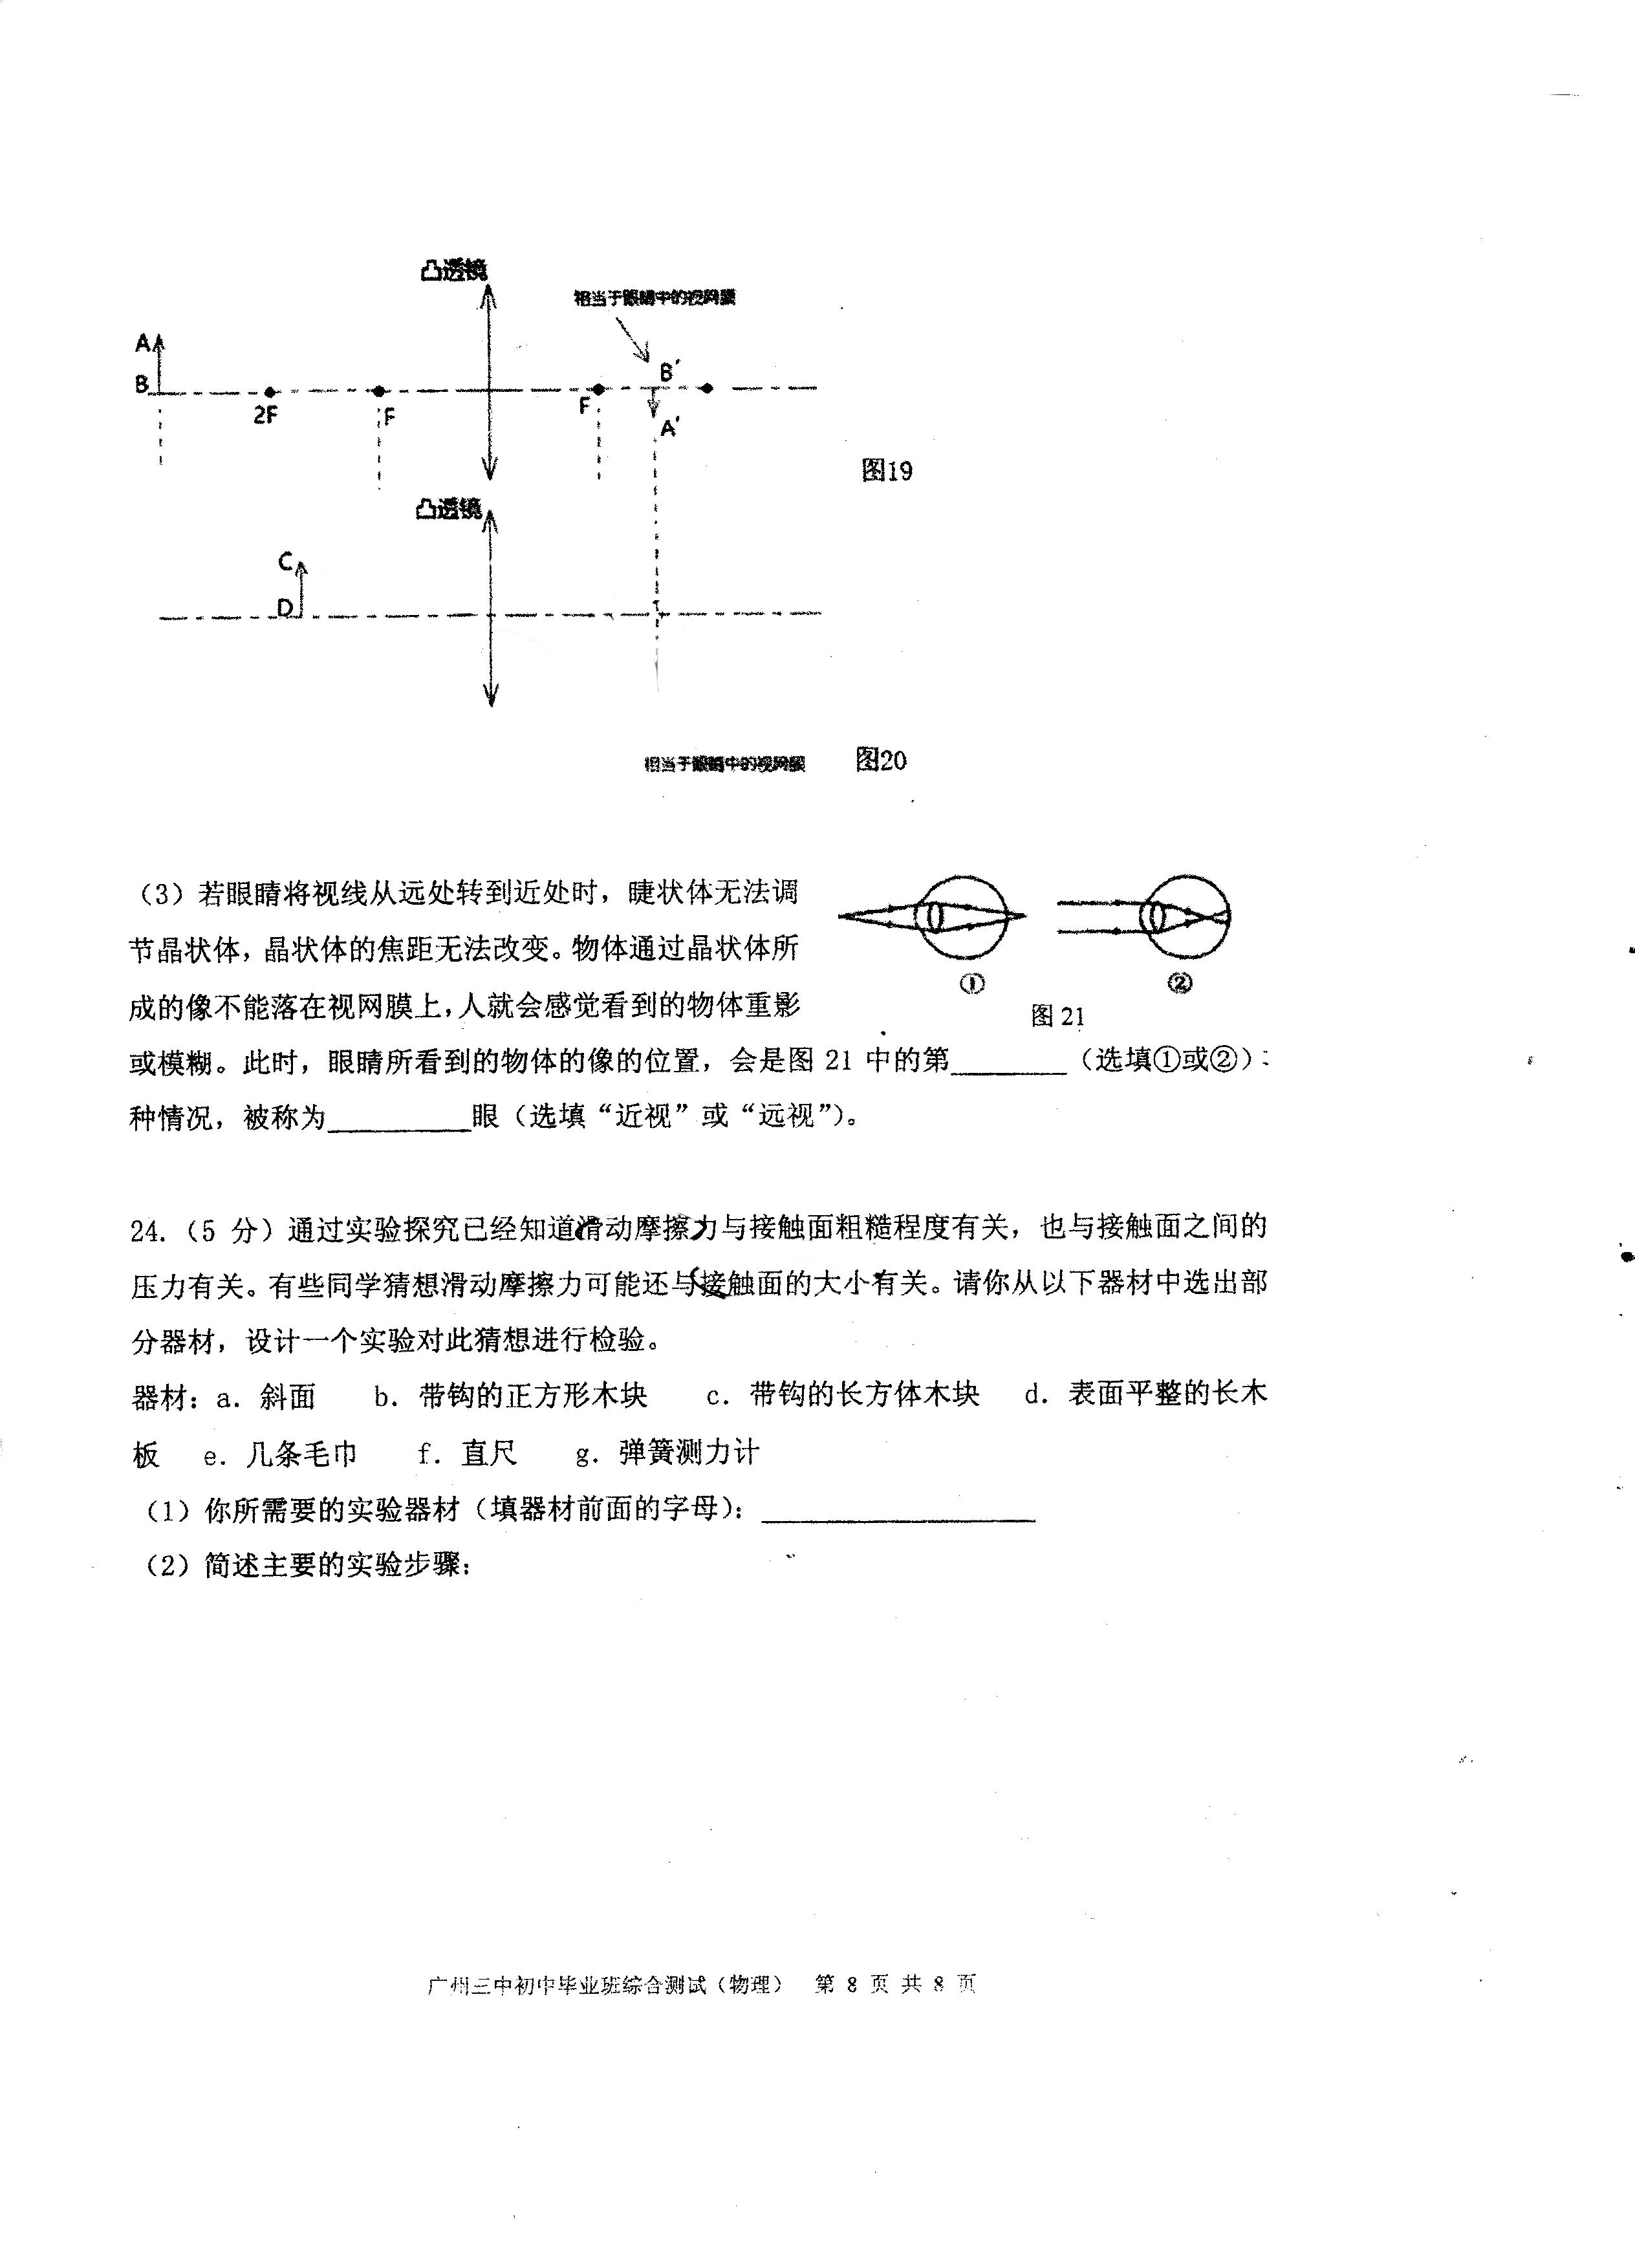 凸透镜
相当于眼睛中的视网膜
A
B
B′
2F
F
F
A′
图19
凸透镜
C
D
相当于眼睛中的视网膜
图20
(3)若眼睛将视线从远处转到近处时，睫状体无法调
节晶状体，晶状体的焦距无法改变。物体通过晶状体所
成的像不能落在视网膜上，人就会感觉看到的物体重影
① ②
图 21
或模糊。此时，眼睛所看到的物体的像的位置，会是图 21 中的第________（选填①或②）
种情况，被称为__________眼（选填“近视”或“远视”）。
24.（5 分）通过实验探究已经知道滑动摩擦力与接触面粗糙程度有关，也与接触面之间的
压力有关。有些同学猜想滑动摩擦力可能还与接触面的大小有关。请你从以下器材中选出部
分器材，设计一个实验对此猜想进行检验。
器材：a. 斜面 b. 带钩的正方形木块 c. 带钩的长方体木块 d. 表面平整的长木
板 e. 几条毛巾 f. 直尺 g. 弹簧测力计
（1）你所需要的实验器材（填器材前面的字母）：___________________
（2）简述主要的实验步骤：
广州三中初中毕业班综合测试（物理） 第 8 页 共 8 页